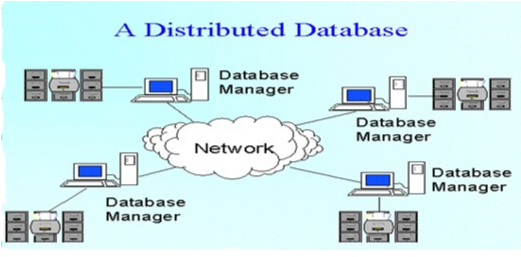 A Distributed Database
Database
Manager
Database
Manager
Network
Database
Manager
Database
Manager